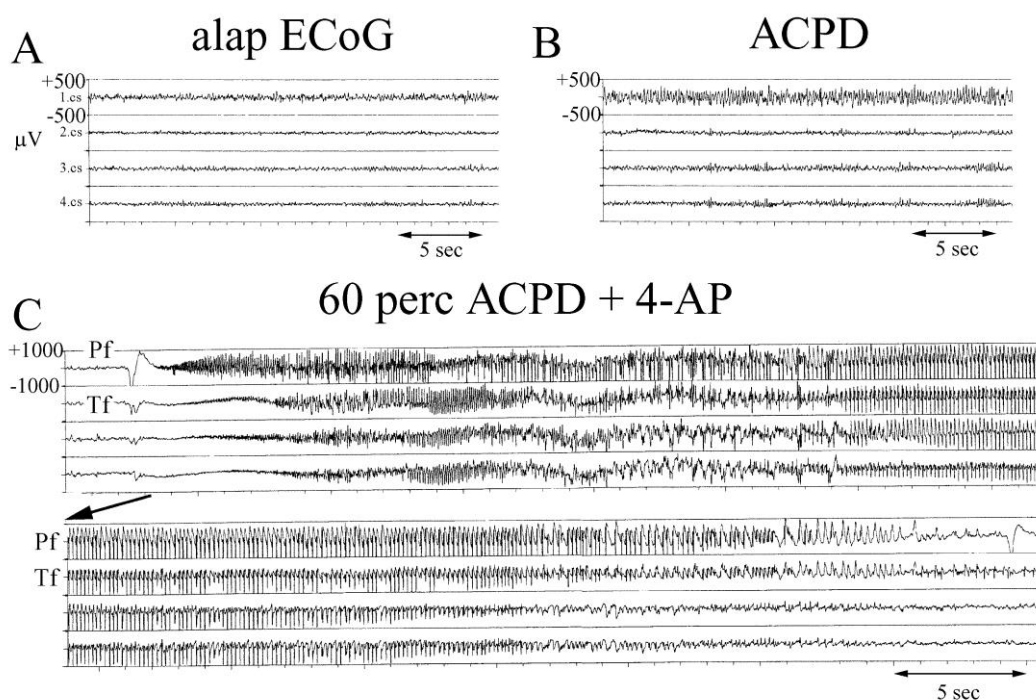 A
alap ECoG
+500
1.cs
-500
µV
2.cs
3.cs
4.cs
5 sec
B
ACPD
+500
-500
5 sec
C
60 perc ACPD + 4-AP
+1000
Pf
-1000
Tf
Pf
Tf
5 sec